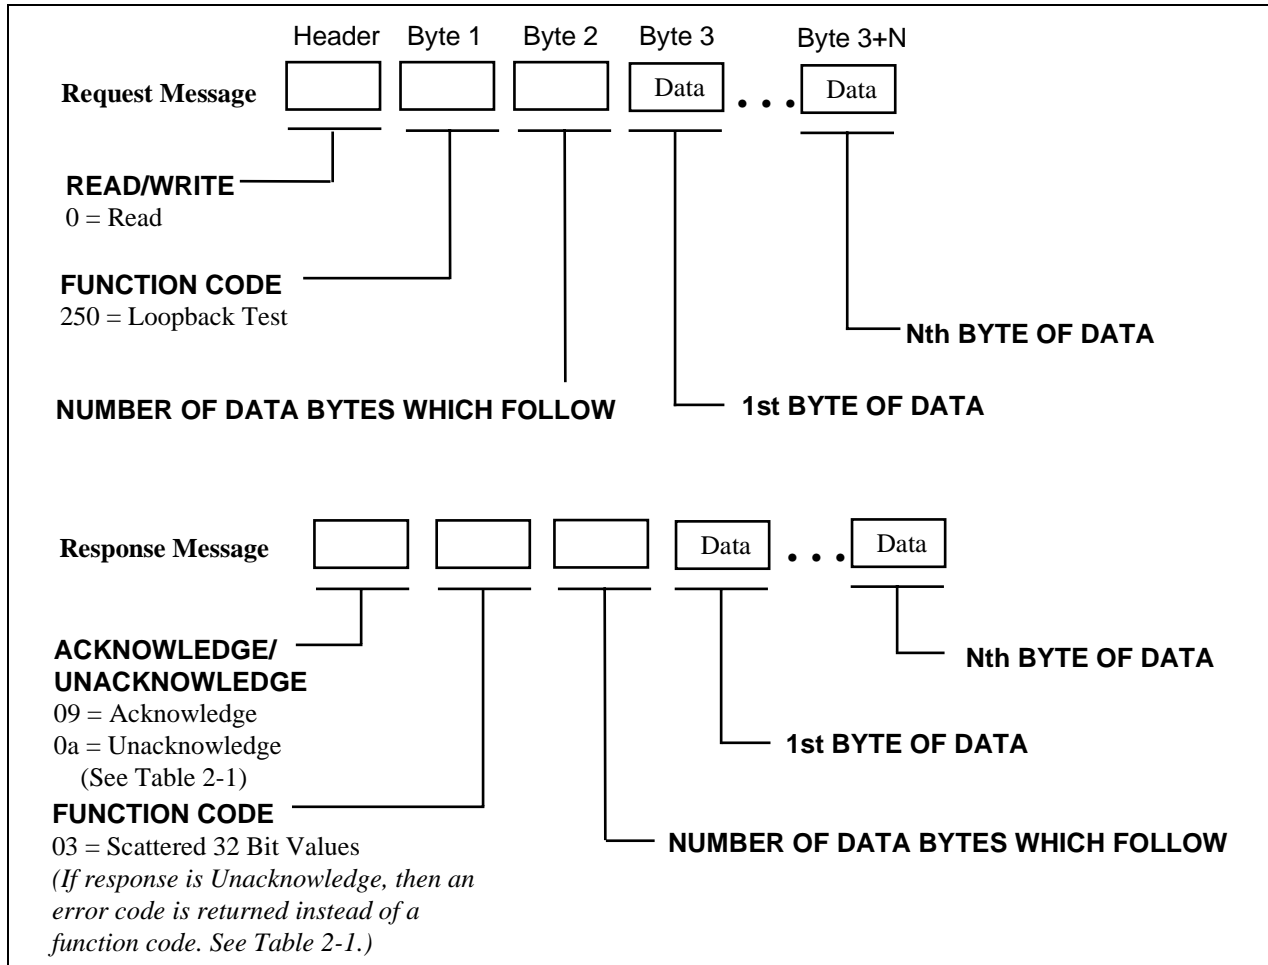 Header Byte 1 Byte 2 Byte 3 Byte 3+N
Request Message Data . . . Data
READ/WRITE
0 = Read
FUNCTION CODE
250 = Loopback Test
Nth BYTE OF DATA
NUMBER OF DATA BYTES WHICH FOLLOW
1st BYTE OF DATA
Response Message Data . . . Data
ACKNOWLEDGE/
UNACKNOWLEDGE
09 = Acknowledge
0a = Unacknowledge
(See Table 2-1)
Nth BYTE OF DATA
1st BYTE OF DATA
FUNCTION CODE
03 = Scattered 32 Bit Values
(If response is Unacknowledge, then an
error code is returned instead of a
function code. See Table 2-1.)
NUMBER OF DATA BYTES WHICH FOLLOW